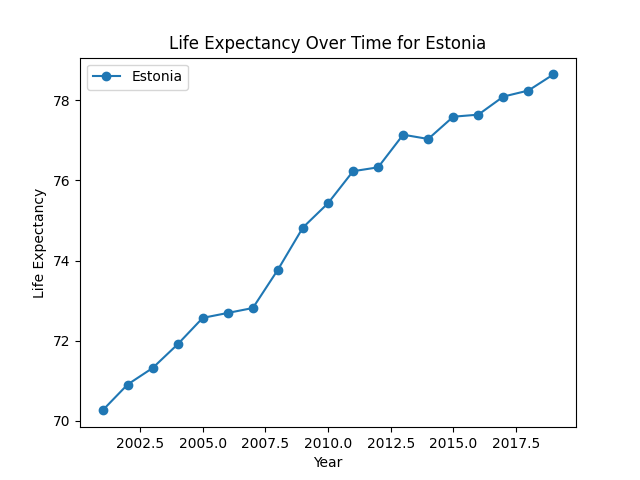 Life Expectancy Over Time for Estonia
Estonia
Life Expectancy
78
76
74
72
70
2002.5 2005.0 2007.5 2010.0 2012.5 2015.0 2017.5
Year